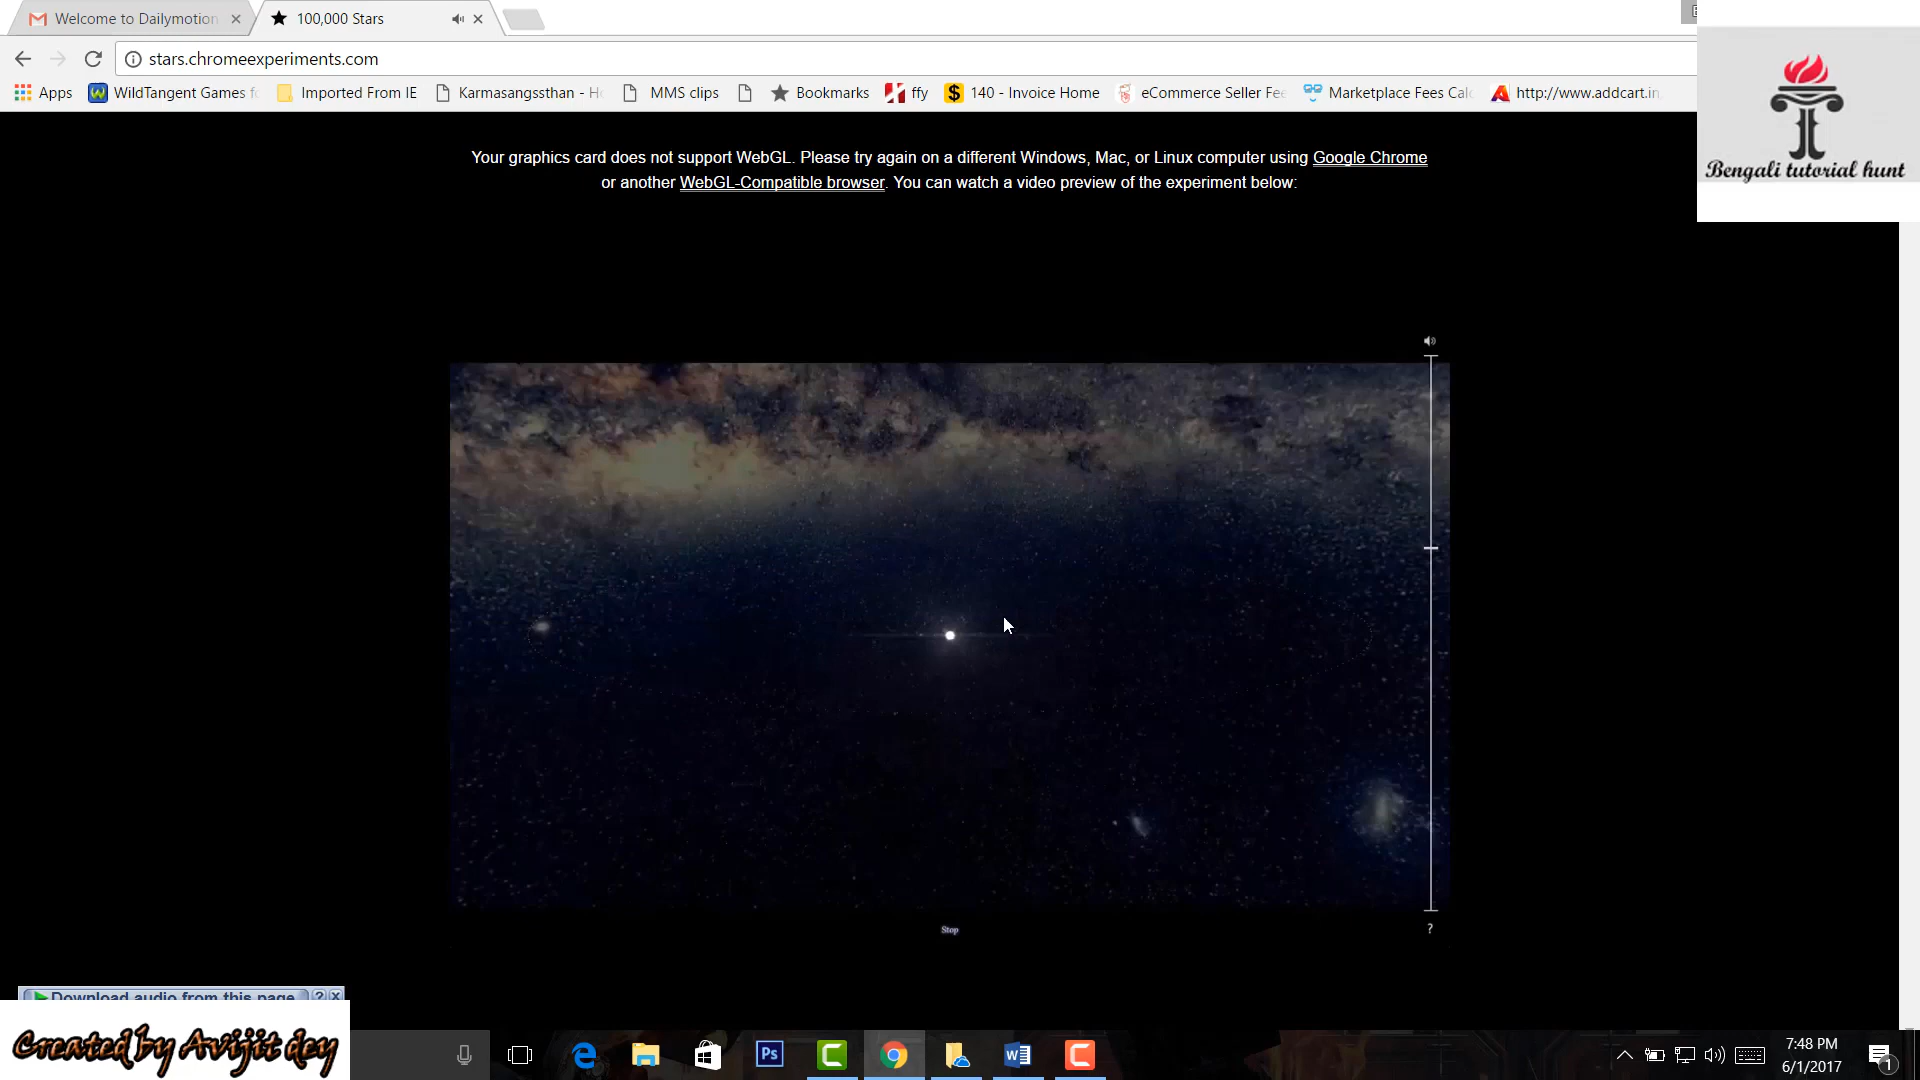 Welcome to Dailymotion
100,000 Stars
stars.chromeexperiments.com
Apps
WildTangent Games f
Imported From IE
Karmasangssthan - H
MMS clips
Bookmarks
ffy
140 - Invoice Home
eCommerce Seller Fee
Marketplace Fees Calc
http://www.addcart.in
Bengali tutorial hunt
Your graphics card does not support WebGL. Please try again on a different Windows, Mac, or Linux computer using Google Chrome
or another WebGL-Compatible browser. You can watch a video preview of the experiment below:
Stop
?
Download audio from this page
? X
Created by Avijit dey
Ps
7:48 PM
6/1/2017
1